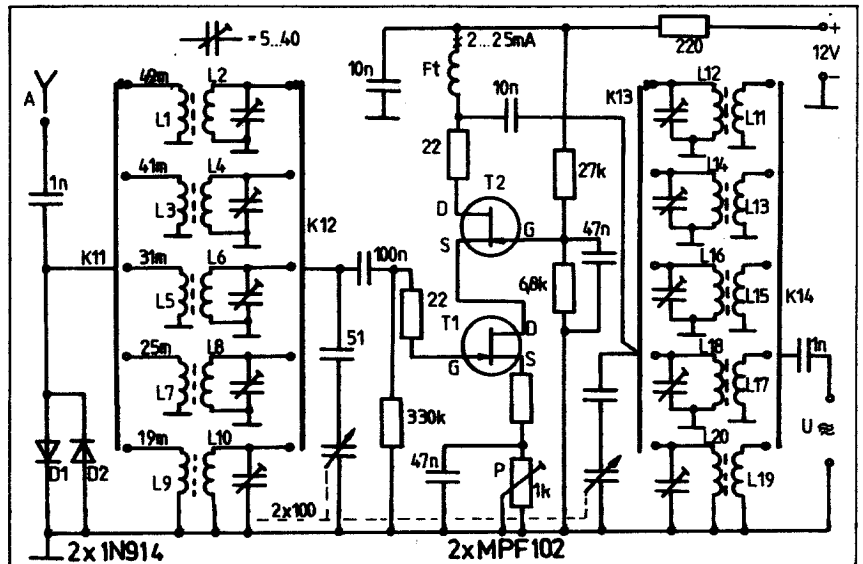 = 5..40
2...25mA
220
+
12V
-
A
10n
Ft
10n
K13
49m
L2
L1
L12
L11
22
27k
1n
41m
L4
L3
T2
L14
L13
D
S
G
47n
K11
K12
31m
L6
L5
100n
22
6,8k
L16
L15
K14
51
T1
D
G
S
25m
L8
L7
L18
L17
1n
330k
U≋
19m
L10
L9
47n
P
1k
20
L19
D1
D2
2x100
2x1N914
2xMPF102